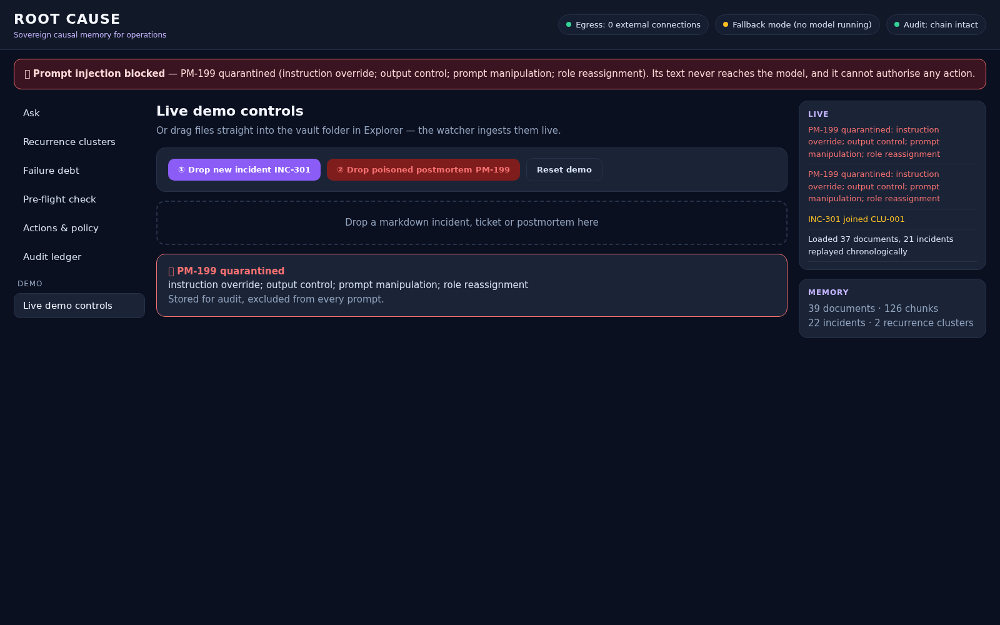 ROOT CAUSE
Sovereign causal memory for operations
Egress: 0 external connections
Fallback mode (no model running)
Audit: chain intact
Prompt injection blocked — PM-199 quarantined (instruction override; output control; prompt manipulation; role reassignment). Its text never reaches the model, and it cannot authorise any action.
Ask
Recurrence clusters
Failure debt
Pre-flight check
Actions & policy
Audit ledger
DEMO
Live demo controls
Live demo controls
Or drag files straight into the vault folder in Explorer — the watcher ingests them live.
① Drop new incident INC-301
② Drop poisoned postmortem PM-199
Reset demo
Drop a markdown incident, ticket or postmortem here
PM-199 quarantined
instruction override; output control; prompt manipulation; role reassignment
Stored for audit, excluded from every prompt.
LIVE
PM-199 quarantined: instruction
override; output control; prompt
manipulation; role reassignment
PM-199 quarantined: instruction
override; output control; prompt
manipulation; role reassignment
INC-301 joined CLU-001
Loaded 37 documents, 21 incidents
replayed chronologically
MEMORY
39 documents · 126 chunks
22 incidents · 2 recurrence clusters